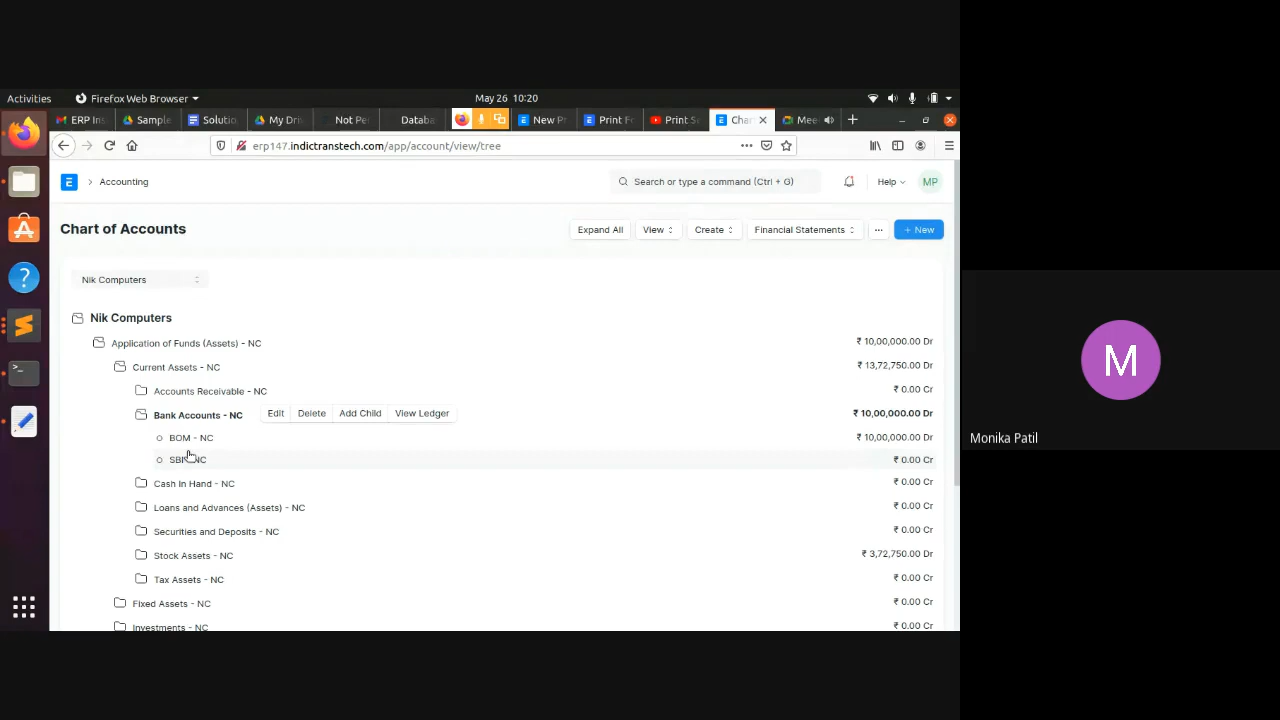 Activities Firefox Web Browser May 26 10:20
ERP Ins Sample Solutio My Dri Not Pe Databa New P Print F Print S Char Mee
erp147.indictranstech.com/app/account/view/tree
E Accounting Search or type a command (Ctrl + G) Help MP
Chart of Accounts Expand All View Create Financial Statements ... + New
Nik Computers
Nik Computers
Application of Funds (Assets) - NC ₹ 10,00,000.00 Dr
Current Assets - NC ₹ 13,72,750.00 Dr
Accounts Receivable - NC ₹ 0.00 Cr
Bank Accounts - NC Edit Delete Add Child View Ledger ₹ 10,00,000.00 Dr
BOM - NC ₹ 10,00,000.00 Dr
SBI - NC ₹ 0.00 Cr
Cash In Hand - NC ₹ 0.00 Cr
Loans and Advances (Assets) - NC ₹ 0.00 Cr
Securities and Deposits - NC ₹ 0.00 Cr
Stock Assets - NC ₹ 3,72,750.00 Dr
Tax Assets - NC ₹ 0.00 Cr
Fixed Assets - NC ₹ 0.00 Cr
Investments - NC ₹ 0.00 Cr
M
Monika Patil